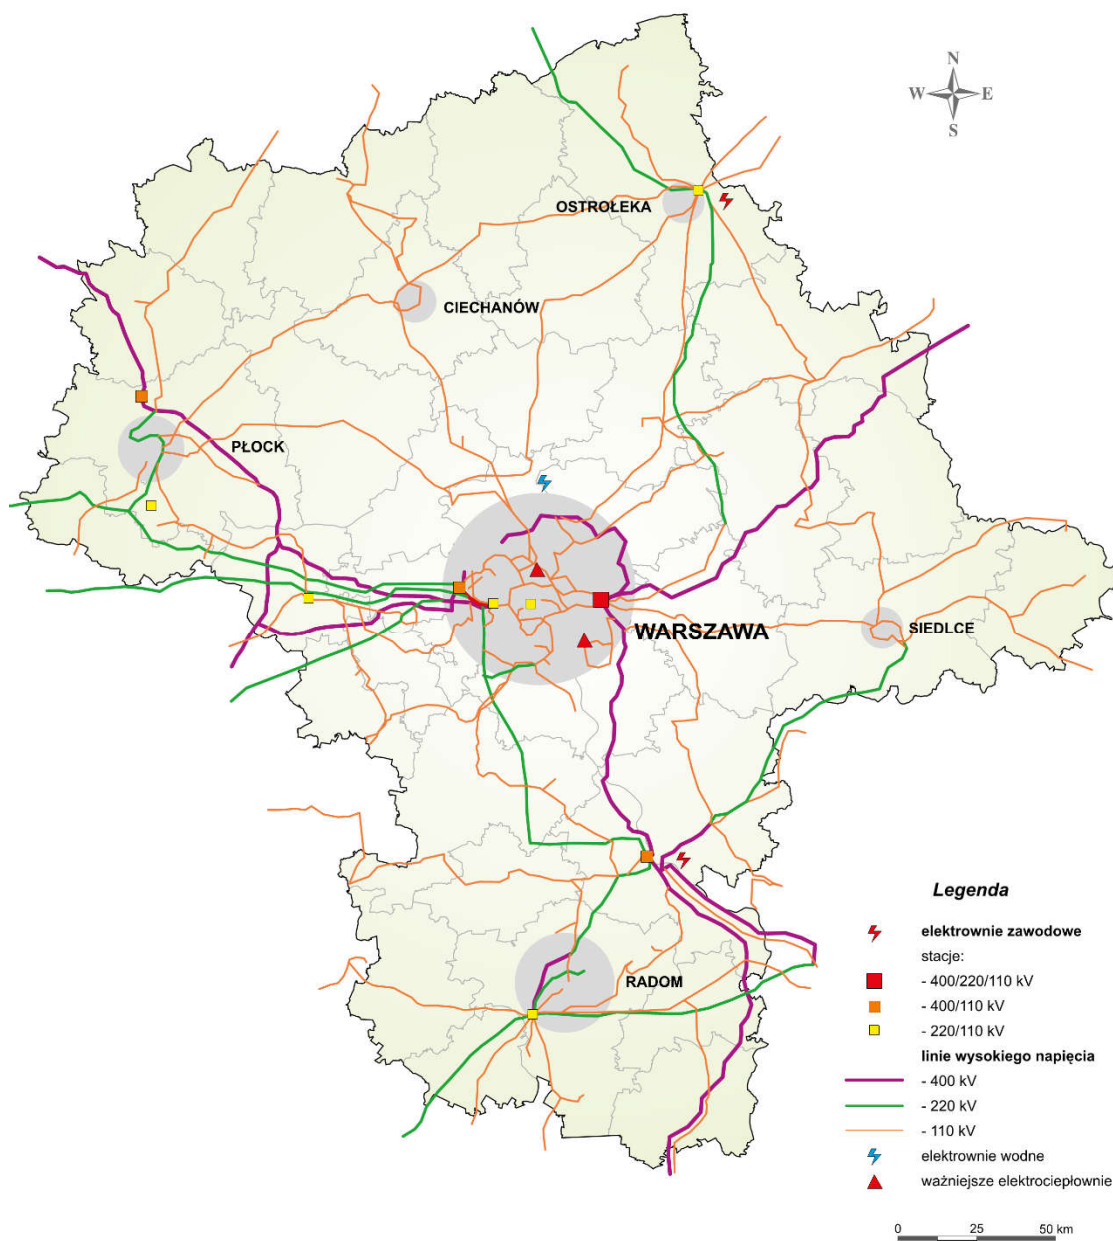 N
W E
S
OSTROŁEKA
CIECHANÓW
PŁOCK
WARSZAWA
SIEDLCE
RADOM
Legenda
elektrownie zawodowe
stacje:
- 400/220/110 kV
- 400/110 kV
- 220/110 kV
linie wysokiego napięcia
- 400 kV
- 220 kV
- 110 kV
elektrownie wodne
ważniejsze elektrociepłownie
0 25 50 km